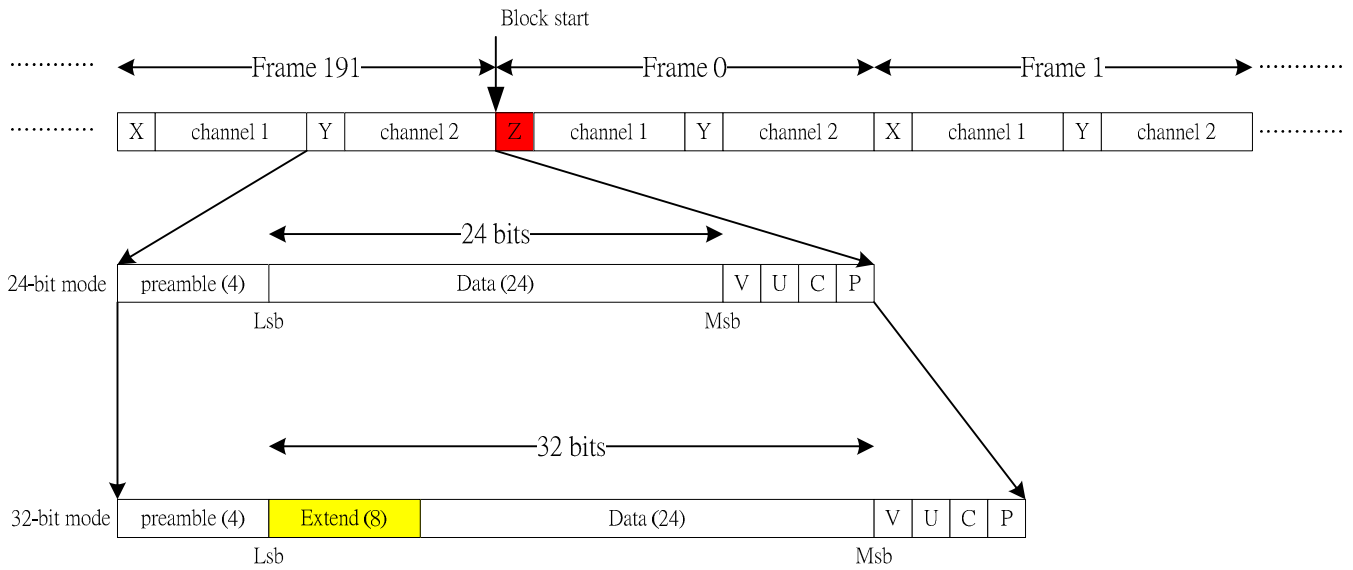 Block start
............ Frame 191 Frame 0 Frame 1 ............
............ X channel 1 Y channel 2 Z channel 1 Y channel 2 X channel 1 Y channel 2 ............
24 bits
24-bit mode preamble (4) Data (24) V U C P
Lsb Msb
32 bits
32-bit mode preamble (4) Extend (8) Data (24) V U C P
Lsb Msb